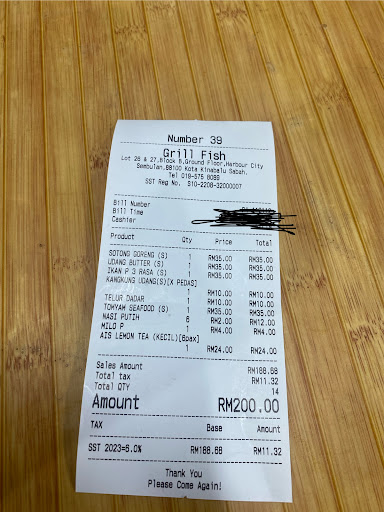 Number 39
Grill Fish
Lot 26 & 27,Block B,Ground Floor,Harbour City
Sembulan,88100 Kota Kinabalu Sabah.
Tel 019-575 8089
SST Reg No. S10-2208-32000007
Bill Number
Bill Time
Cashier
Product Qty Price Total
SOTONG GORENG (S) 1 RM35.00 RM35.00
UDANG BUTTER (S) 1 RM35.00 RM35.00
IKAN P 3 RASA (S) 1 RM35.00 RM35.00
KANGKUNG UDANG(S)[X PEDAS]
1 RM10.00 RM10.00
TELUR DADAR 1 RM10.00 RM10.00
TOMYAM SEAFOOD (S) 1 RM35.00 RM35.00
NASI PUTIH 6 RM2.00 RM12.00
MILO P 1 RM4.00 RM4.00
AIS LEMON TEA (KECIL)[6pax]
1 RM24.00 RM24.00
Sales Amount RM188.68
Total tax RM11.32
Total QTY 14
Amount RM200.00
TAX Base Amount
SST 2023=6.0% RM188.68 RM11.32
Thank You
Please Come Again!